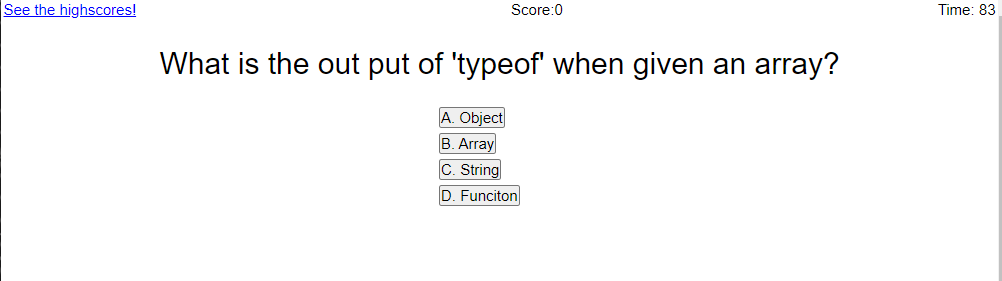 See the highscores! Score:0 Time: 83
What is the out put of 'typeof' when given an array?
A. Object
B. Array
C. String
D. Funciton